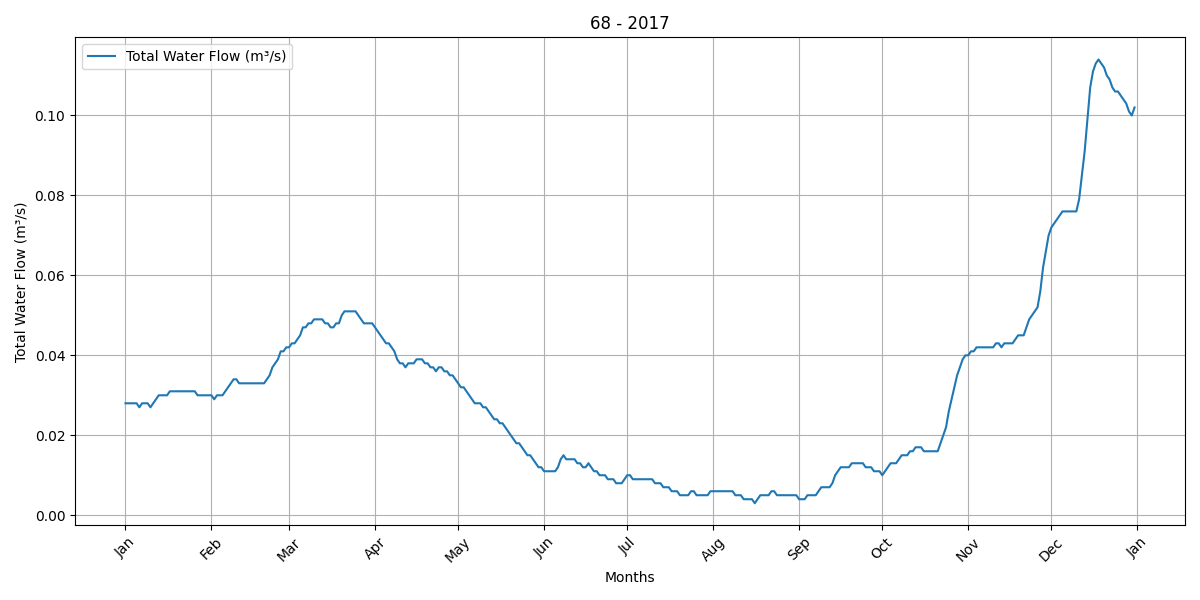 68 - 2017
Total Water Flow (m³/s)
Total Water Flow (m³/s)
0.10
0.08
0.06
0.04
0.02
0.00
Jan Feb Mar Apr May Jun Jul Aug Sep Oct Nov Dec Jan
Months